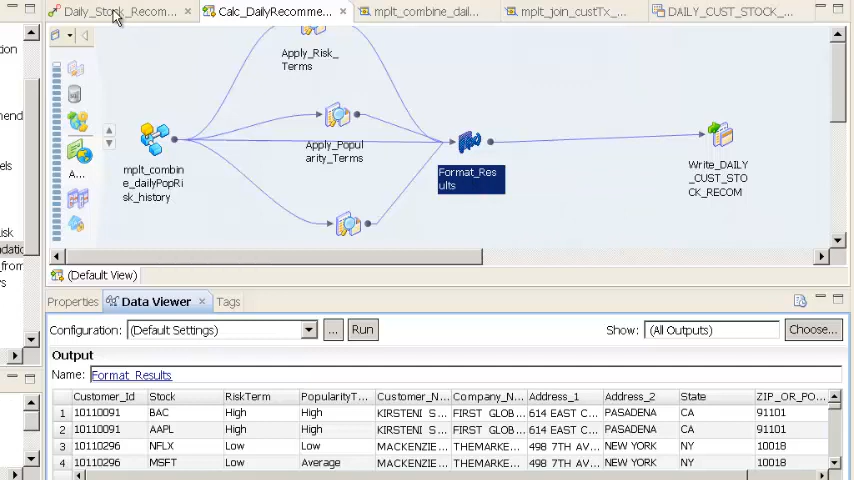 Daily_Stock_Recom...
Calc_DailyRecomme...
mplt_combine_dail...
mplt_join_custTx_...
DAILY_CUST_STOCK_...
Apply_Risk_
Terms
Apply_Popul
arity_Terms
mplt_combin
e_dailyPopRi
sk_history
Format_Res
ults
Write_DAILY
_CUST_STO
CK_RECOM
A...
(Default View)
Properties
Data Viewer
Tags
Configuration:
(Default Settings)
...
Run
Show:
(All Outputs)
Choose...
Output
Name: Format_Results
Customer_Id Stock RiskTerm PopularityT... Customer_N... Company_N... Address_1 Address_2 State ZIP_OR_PO...
1 10110091 BAC High High KIRSTENI S... FIRST GLOB... 614 EAST C... PASADENA CA 91101
2 10110091 AAPL High High KIRSTENI S... FIRST GLOB... 614 EAST C... PASADENA CA 91101
3 10110296 NFLX Low Low MACKENZIE... THEMARKE... 498 7TH AV... NEW YORK NY 10018
4 10110296 MSFT Low Average MACKENZIE... THEMARKE... 498 7TH AV... NEW YORK NY 10018